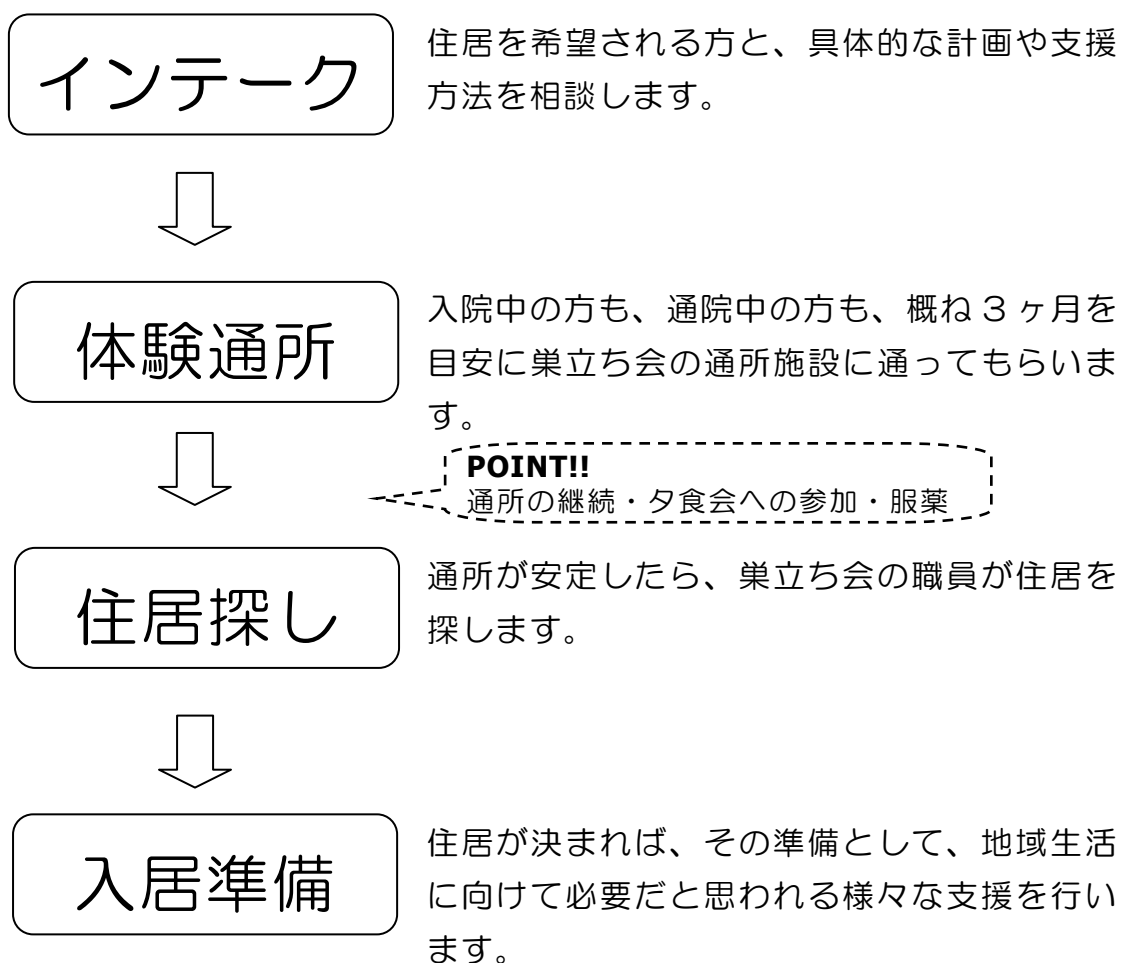 インテーク
住居を希望される方と、具体的な計画や支援
方法を相談します。
体験通所
入院中の方も、通院中の方も、概ね３ヶ月を
目安に巣立ち会の通所施設に通ってもらいま
す。
POINT!!
通所の継続・夕食会への参加・服薬
住居探し
通所が安定したら、巣立ち会の職員が住居を
探します。
入居準備
住居が決まれば、その準備として、地域生活
に向けて必要だと思われる様々な支援を行い
ます。